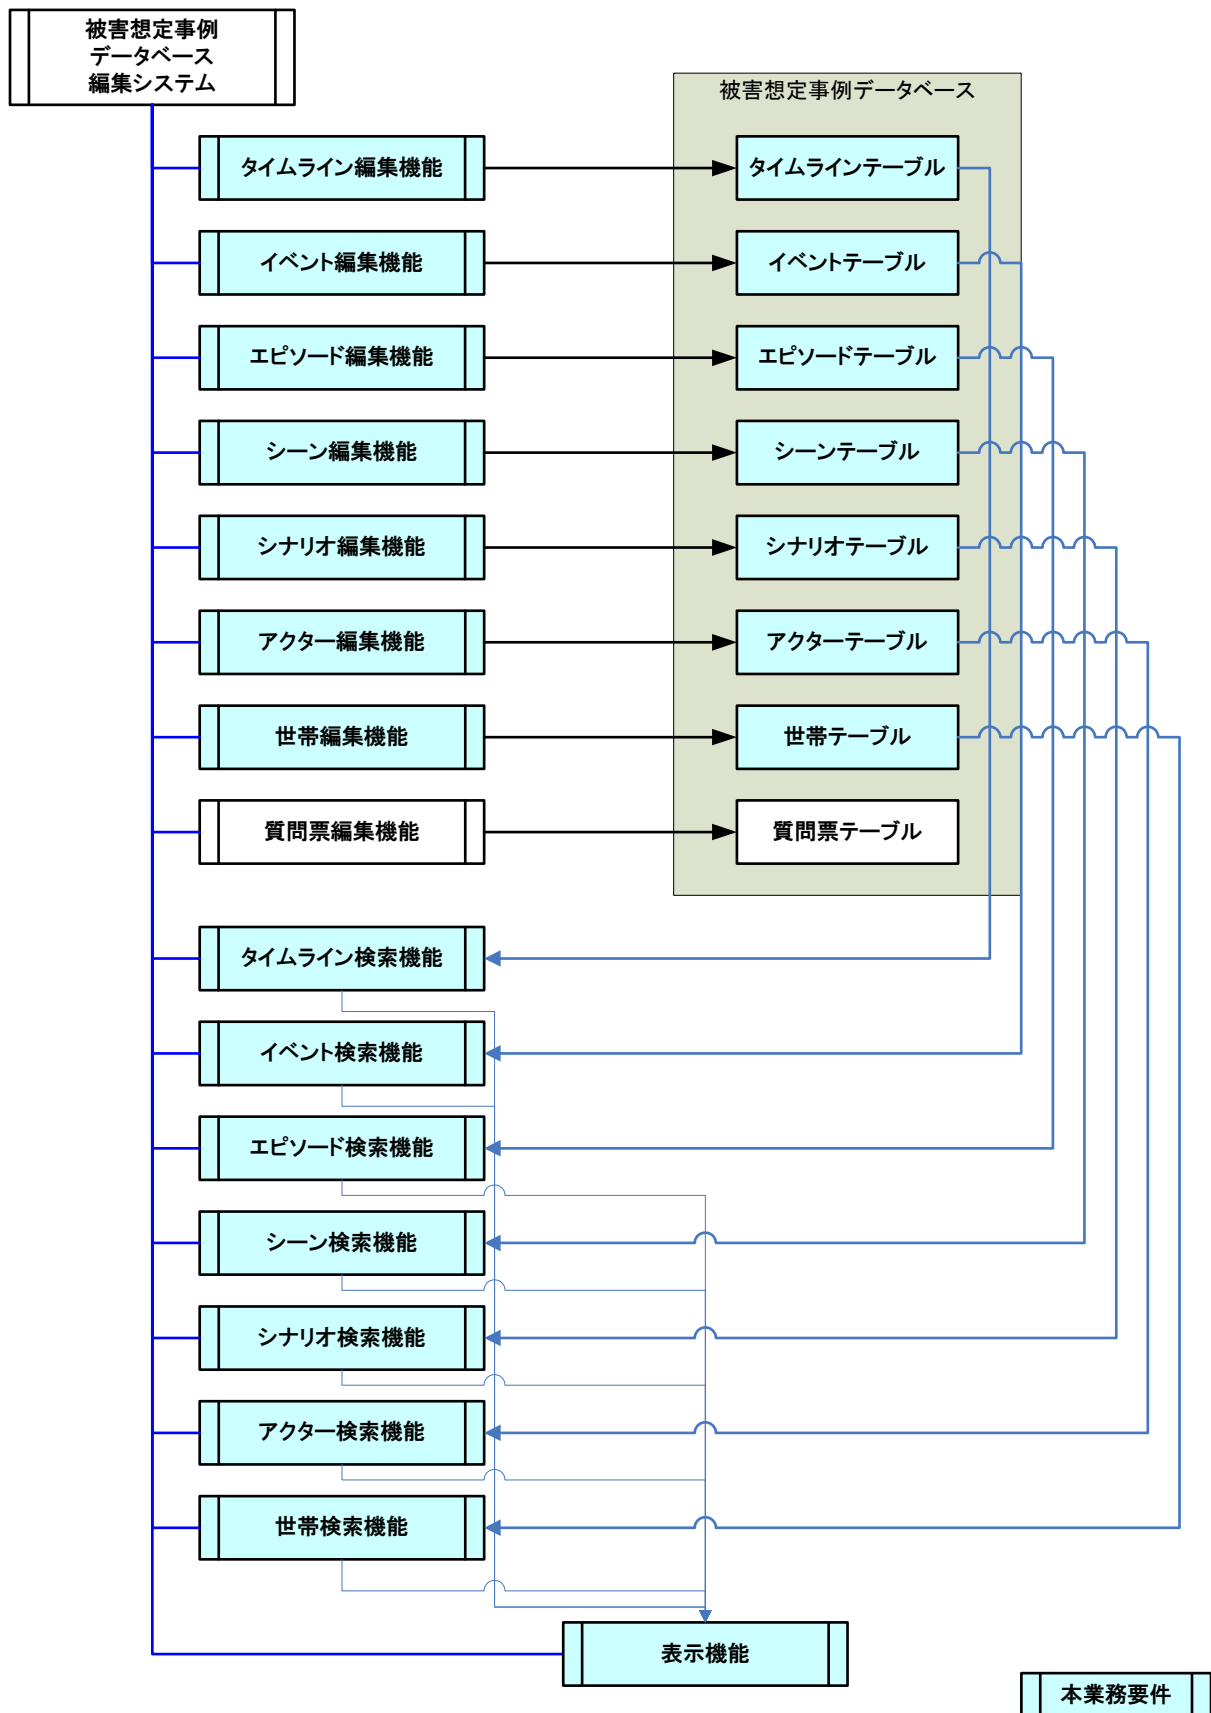 被害想定事例
データベース
編集システム
被害想定事例データベース
タイムライン編集機能
タイムラインテーブル
イベント編集機能
イベントテーブル
エピソード編集機能
エピソードテーブル
シーン編集機能
シーンテーブル
シナリオ編集機能
シナリオテーブル
アクター編集機能
アクターテーブル
世帯編集機能
世帯テーブル
質問票編集機能
質問票テーブル
タイムライン検索機能
イベント検索機能
エピソード検索機能
シーン検索機能
シナリオ検索機能
アクター検索機能
世帯検索機能
表示機能
本業務要件